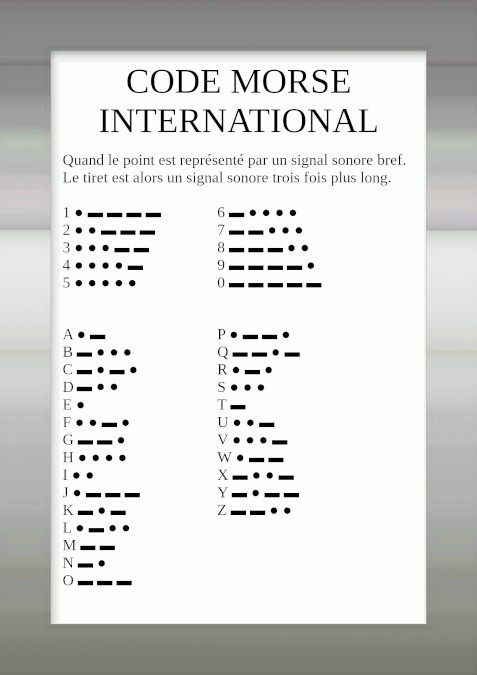 CODE MORSE
INTERNATIONAL
Quand le point est représenté par un signal sonore bref.
Le tiret est alors un signal sonore trois fois plus long.
1 ● ▬ ▬ ▬ ▬
2 ● ● ▬ ▬ ▬
3 ● ● ● ▬ ▬
4 ● ● ● ● ▬
5 ● ● ● ● ●
6 ▬ ● ● ● ●
7 ▬ ▬ ● ● ●
8 ▬ ▬ ▬ ● ●
9 ▬ ▬ ▬ ▬ ●
0 ▬ ▬ ▬ ▬ ▬
A ● ▬
B ▬ ● ● ●
C ▬ ● ▬ ●
D ▬ ● ●
E ●
F ● ● ▬ ●
G ▬ ▬ ●
H ● ● ● ●
I ● ●
J ● ▬ ▬ ▬
K ▬ ● ▬
L ● ▬ ● ●
M ▬ ▬
N ▬ ●
O ▬ ▬ ▬
P ● ▬ ▬ ●
Q ▬ ▬ ● ▬
R ● ▬ ●
S ● ● ●
T ▬
U ● ● ▬
V ● ● ● ▬
W ● ▬ ▬
X ▬ ● ● ▬
Y ▬ ● ▬ ▬
Z ▬ ▬ ● ●